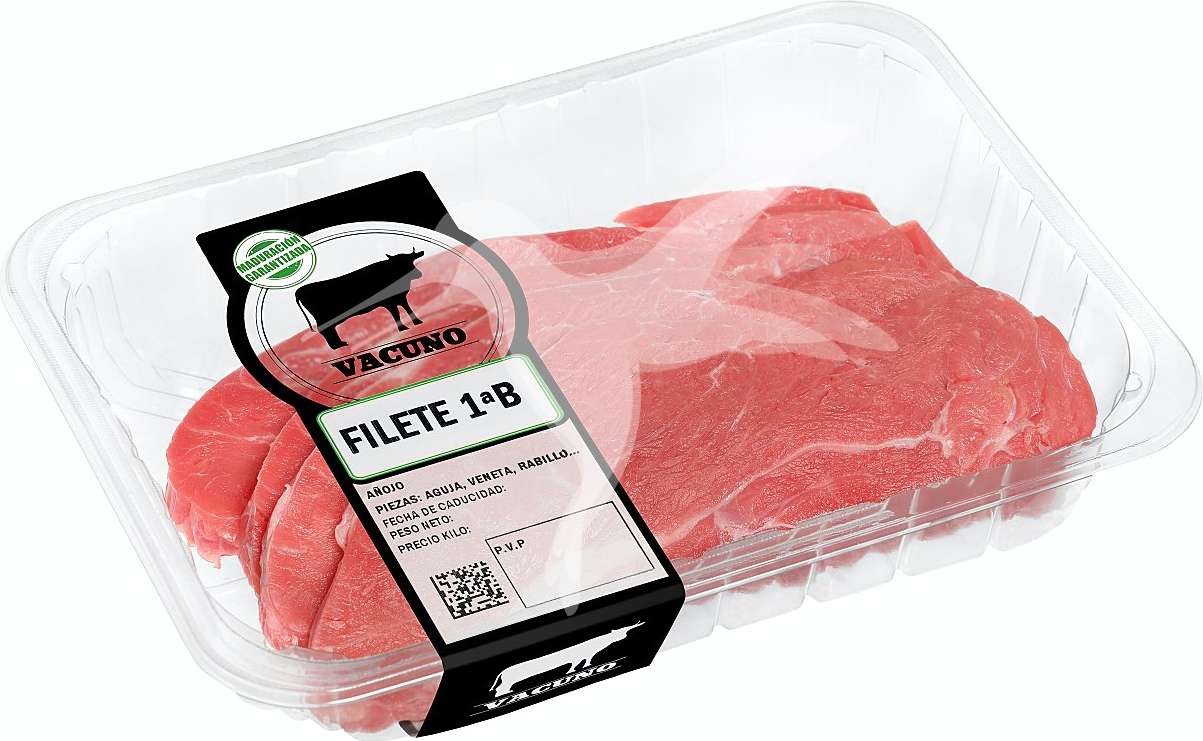 MADURACIÓN
GARANTIZADA
VACUNO
FILETE 1ªB
AÑOJO
PIEZAS: AGUJA, VENETA, RABILLO,...
FECHA DE CADUCIDAD:
PESO NETO:
PRECIO KILO:
P.V.P
VACUNO